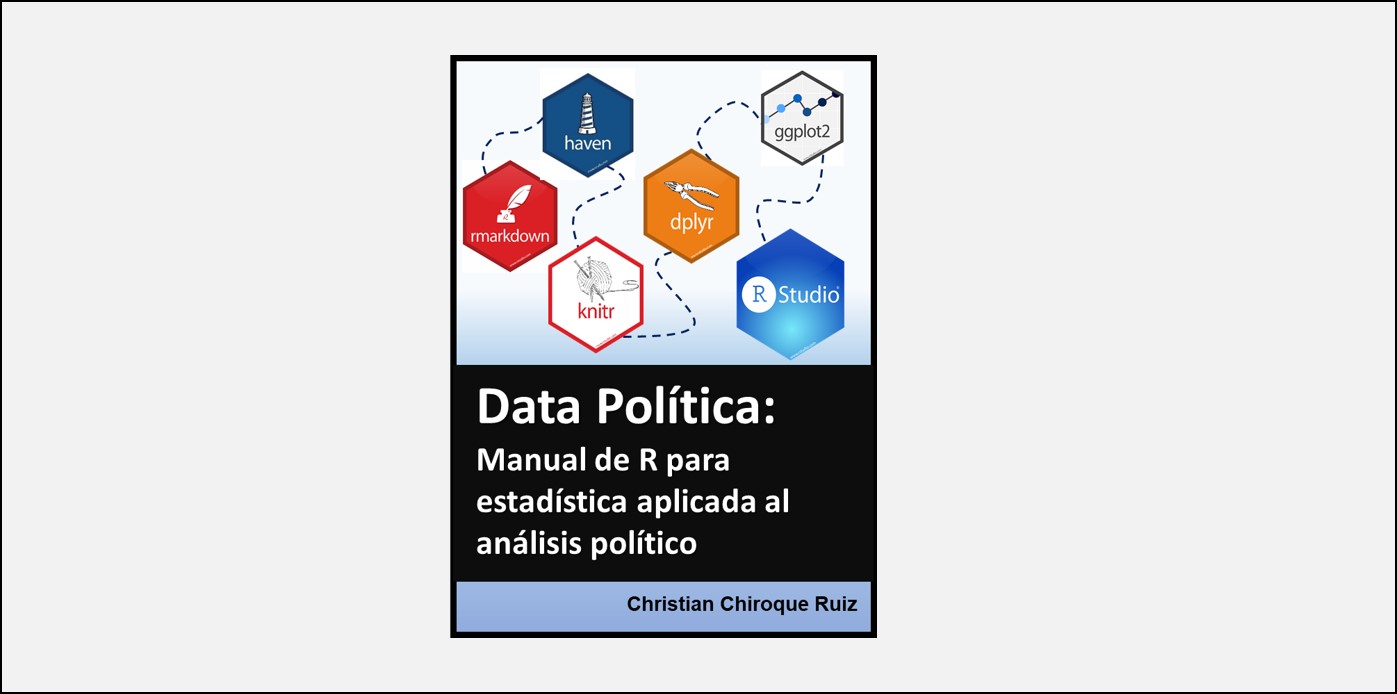 haven
ggplot2
rmarkdown
dplyr
knitr
R Studio
Data Política:
Manual de R para
estadística aplicada al
análisis político
Christian Chiroque Ruiz